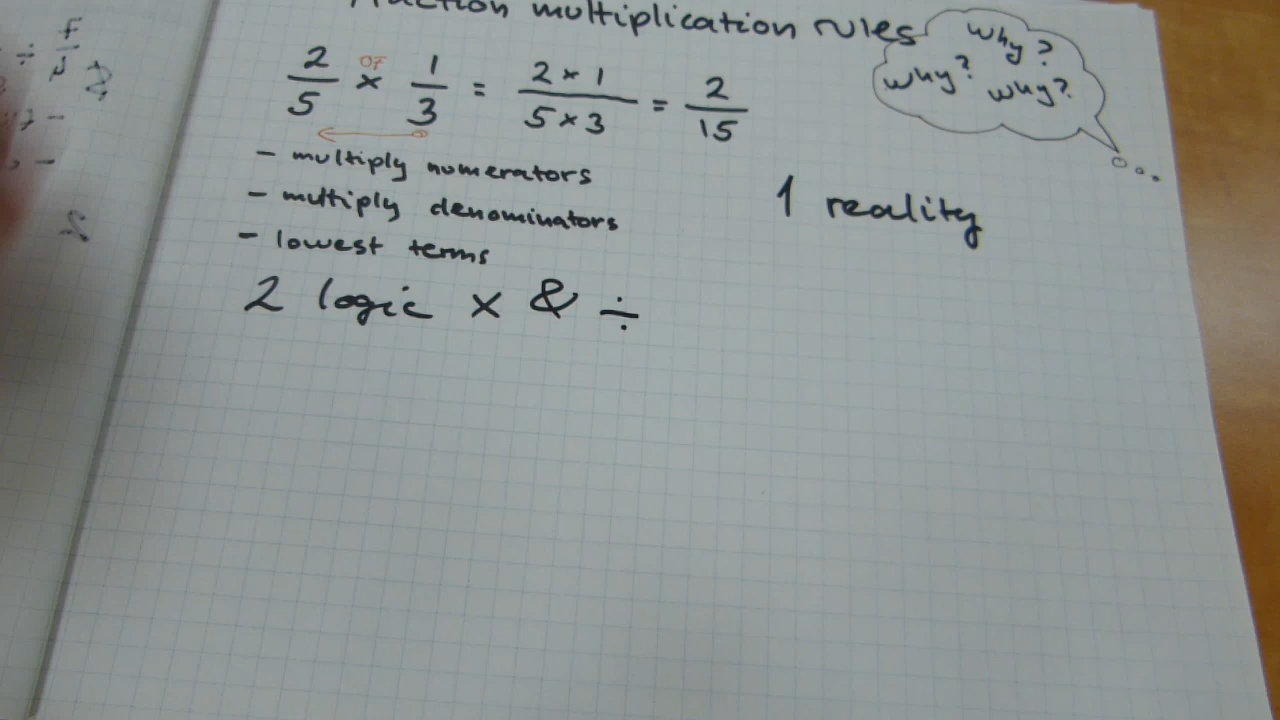 fraction multiplication rules
why?
why? why?
2/5 × of 1/3 = 2 × 1 / 5 × 3 = 2/15
- multiply numerators
- multiply denominators
- lowest terms
1 reality
2 logic × & ÷